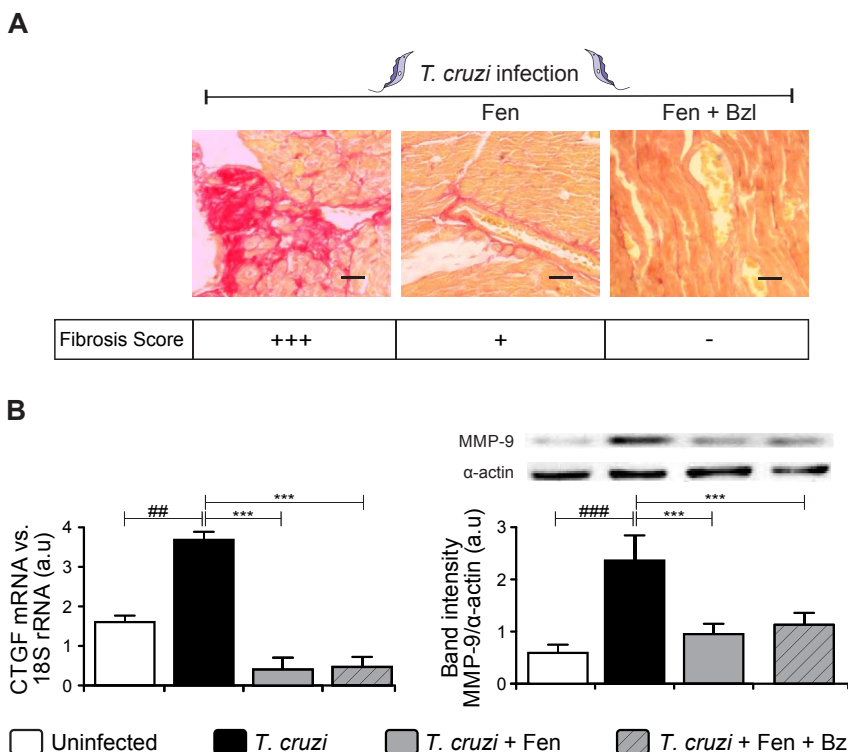 A
T. cruzi infection
Fen
Fen + Bzl
Fibrosis Score
+++
+
-
B
MMP-9
α-actin
##
***
***
CTGF mRNA vs.
18S rRNA (a.u)
4
3
2
1
0
###
***
***
Band intensity
MMP-9/α-actin (a.u)
3
2
1
0
Uninfected
T. cruzi
T. cruzi + Fen
T. cruzi + Fen + Bz